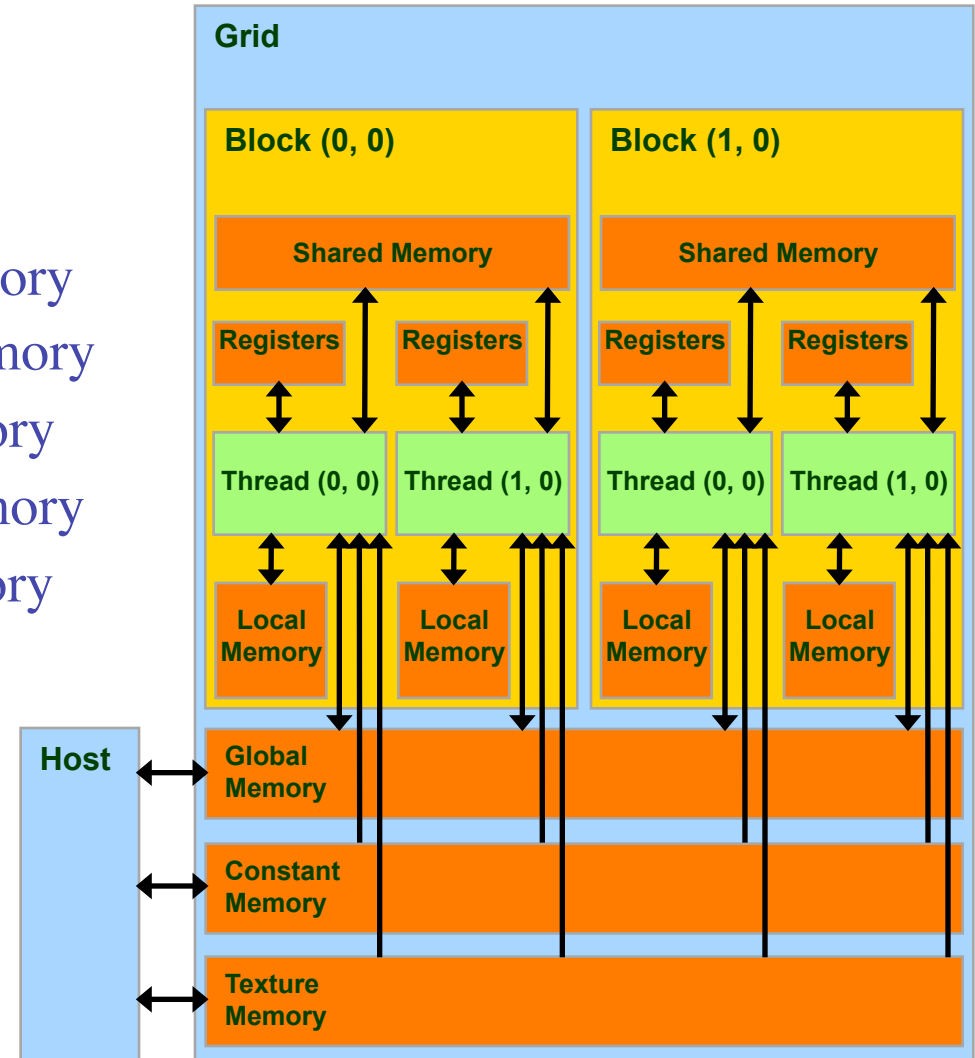 Grid
Block (0, 0)
Block (1, 0)
Shared Memory
Shared Memory
Registers
Registers
Registers
Registers
Thread (0, 0)
Thread (1, 0)
Thread (0, 0)
Thread (1, 0)
Local
Memory
Local
Memory
Local
Memory
Local
Memory
Host
Global
Memory
Constant
Memory
Texture
Memory